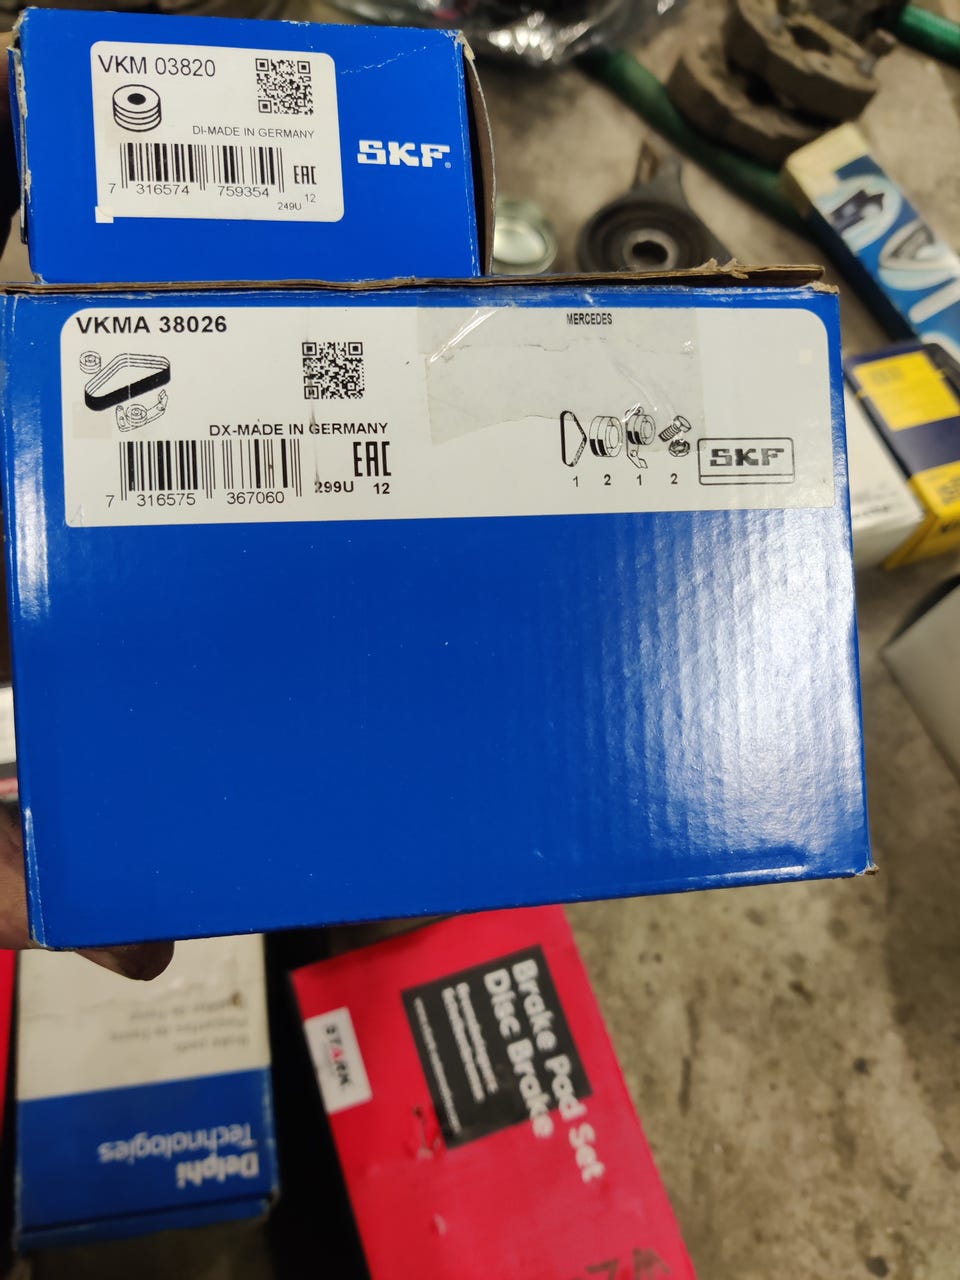 VKM 03820
DI-MADE IN GERMANY
SKF®
7 316574 759354
EAC
12
249U
VKMA 38026
MERCEDES
DX-MADE IN GERMANY
EAC
7 316575 367060
299U 12
1 2 1 2
SKF
STARK
Brake Pad Set
Disc Brake
Delphi
Technologies